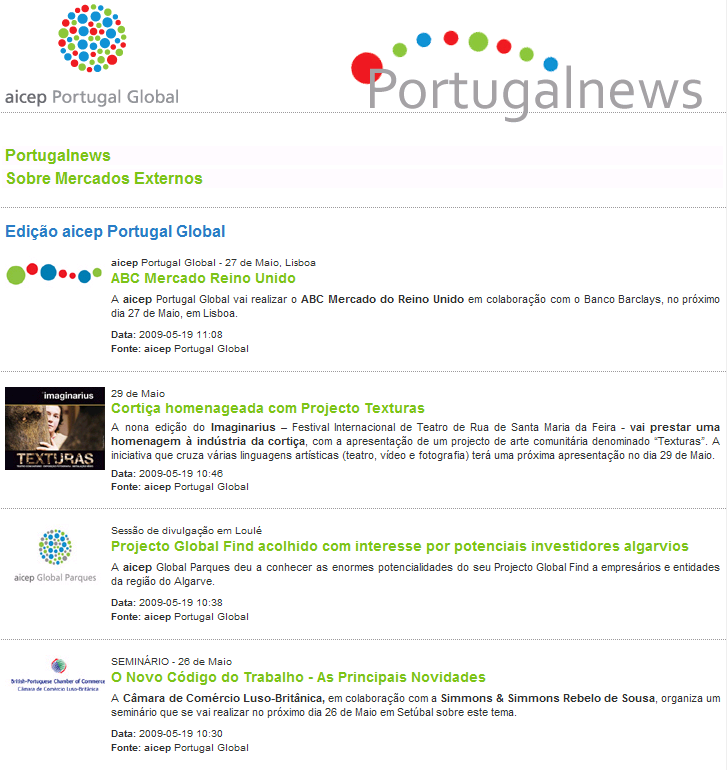 aicep Portugal Global
Portugalnews
Portugalnews
Sobre Mercados Externos
Edição aicep Portugal Global
aicep Portugal Global - 27 de Maio, Lisboa
ABC Mercado Reino Unido
A aicep Portugal Global vai realizar o ABC Mercado do Reino Unido em colaboração com o Banco Barclays, no próximo
dia 27 de Maio, em Lisboa.
Data: 2009-05-19 11:08
Fonte: aicep Portugal Global
imaginarius
TEXTURAS
29 de Maio
Cortiça homenageada com Projecto Texturas
A nona edição do Imaginarius – Festival Internacional de Teatro de Rua de Santa Maria da Feira - vai prestar uma
homenagem à indústria da cortiça, com a apresentação de um projecto de arte comunitária denominado “Texturas”. A
iniciativa que cruza várias linguagens artísticas (teatro, vídeo e fotografia) terá uma próxima apresentação no dia 29 de Maio.
Data: 2009-05-19 10:46
Fonte: aicep Portugal Global
aicep Global Parques
Sessão de divulgação em Loulé
Projecto Global Find acolhido com interesse por potenciais investidores algarvios
A aicep Global Parques deu a conhecer as enormes potencialidades do seu Projecto Global Find a empresários e entidades
da região do Algarve.
Data: 2009-05-19 10:38
Fonte: aicep Portugal Global
British-Portuguese Chamber of Commerce
Câmara de Comércio Luso-Britânica
SEMINÁRIO - 26 de Maio
O Novo Código do Trabalho - As Principais Novidades
A Câmara de Comércio Luso-Britânica, em colaboração com a Simmons & Simmons Rebelo de Sousa, organiza um
seminário que se vai realizar no próximo dia 26 de Maio em Setúbal sobre este tema.
Data: 2009-05-19 10:30
Fonte: aicep Portugal Global